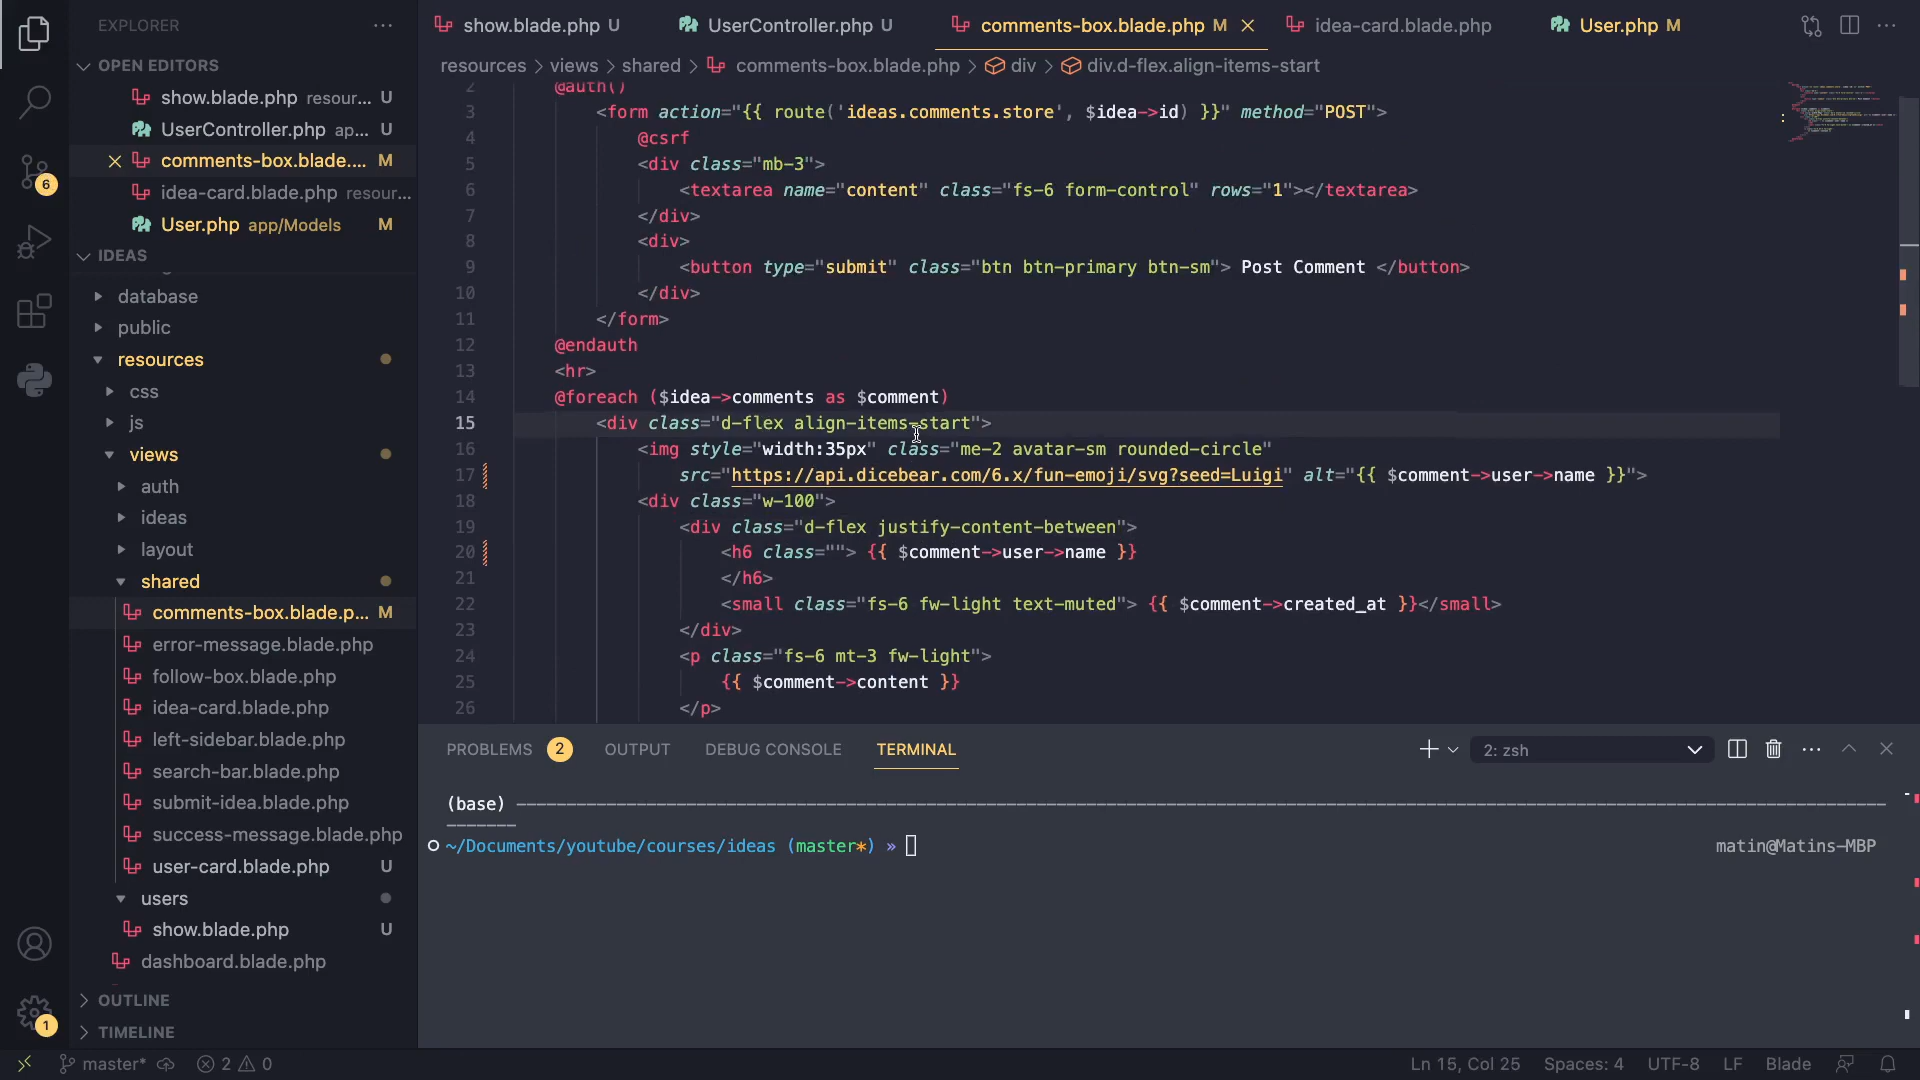 EXPLORER
OPEN EDITORS
show.blade.php resour... U
UserController.php ap... U
comments-box.blade.... M
idea-card.blade.php resour...
User.php app/Models M
IDEAS
database
public
resources
css
js
views
auth
ideas
layout
shared
comments-box.blade.p... M
error-message.blade.php
follow-box.blade.php
idea-card.blade.php
left-sidebar.blade.php
search-bar.blade.php
submit-idea.blade.php
success-message.blade.php
user-card.blade.php U
users
show.blade.php U
dashboard.blade.php
OUTLINE
TIMELINE
6
1
show.blade.php U UserController.php U comments-box.blade.php M idea-card.blade.php User.php M
resources > views > shared > comments-box.blade.php > div > div.d-flex.align-items-start
2 @auth()
3 <form action="{{ route('ideas.comments.store', $idea->id) }}" method="POST">
4 @csrf
5 <div class="mb-3">
6 <textarea name="content" class="fs-6 form-control" rows="1"></textarea>
7 </div>
8 <div>
9 <button type="submit" class="btn btn-primary btn-sm"> Post Comment </button>
10 </div>
11 </form>
12 @endauth
13 <hr>
14 @foreach ($idea->comments as $comment)
15 <div class="d-flex align-items-start">
16 <img style="width:35px" class="me-2 avatar-sm rounded-circle"
17 src="https://api.dicebear.com/6.x/fun-emoji/svg?seed=Luigi" alt="{{ $comment->user->name }}">
18 <div class="w-100">
19 <div class="d-flex justify-content-between">
20 <h6 class=""> {{ $comment->user->name }}
21 </h6>
22 <small class="fs-6 fw-light text-muted"> {{ $comment->created_at }}</small>
23 </div>
24 <p class="fs-6 mt-3 fw-light">
25 {{ $comment->content }}
26 </p>
PROBLEMS 2 OUTPUT DEBUG CONSOLE TERMINAL 2: zsh
(base)
~/Documents/youtube/courses/ideas (master*) » matin@Matins-MBP
master* 2 0 Ln 15, Col 25 Spaces: 4 UTF-8 LF Blade